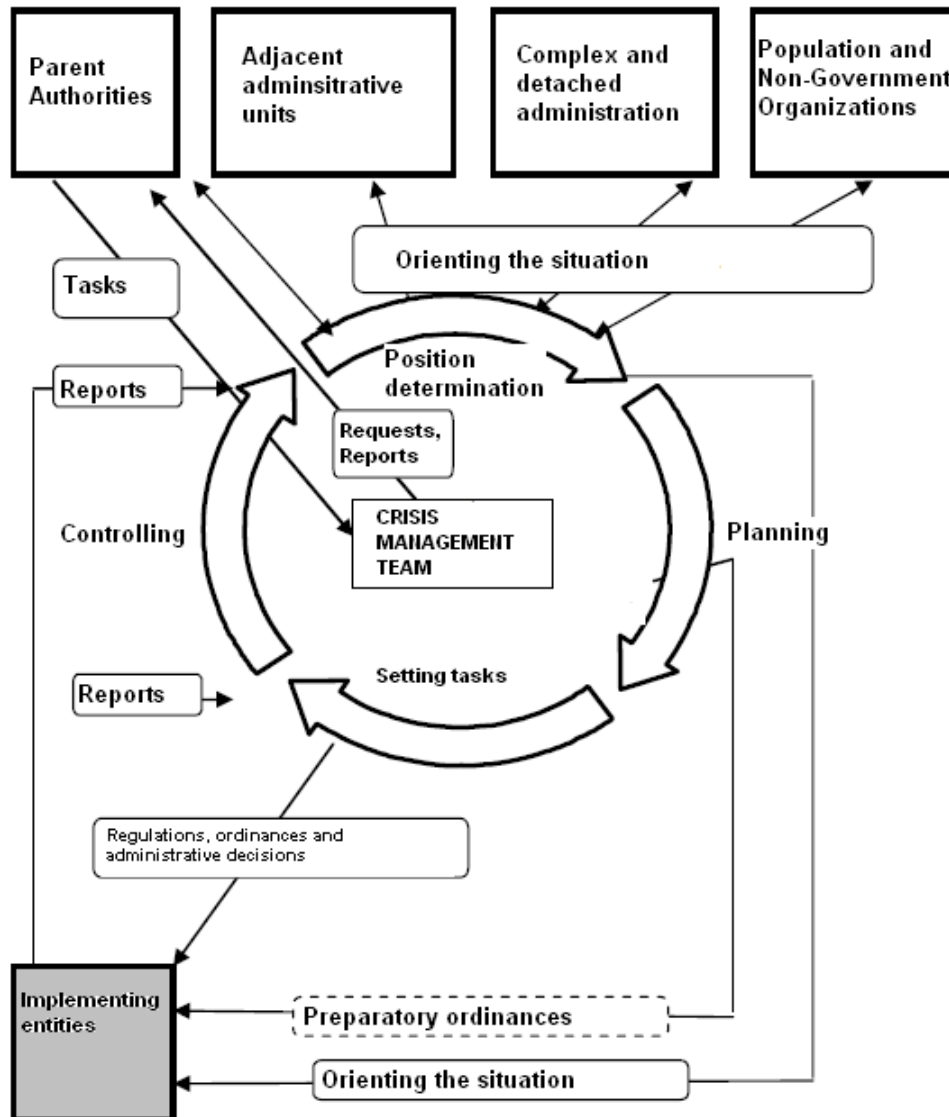 Parent
Authorities
Adjacent
adminsitrative
units
Complex and
detached
administration
Population and
Non-Government
Organizations
Orienting the situation
Tasks
Position
determination
Reports
Requests,
Reports
CRISIS
MANAGEMENT
TEAM
Controlling
Planning
Setting tasks
Reports
Regulations, ordinances and
administrative decisions
Implementing
entities
Preparatory ordinances
Orienting the situation